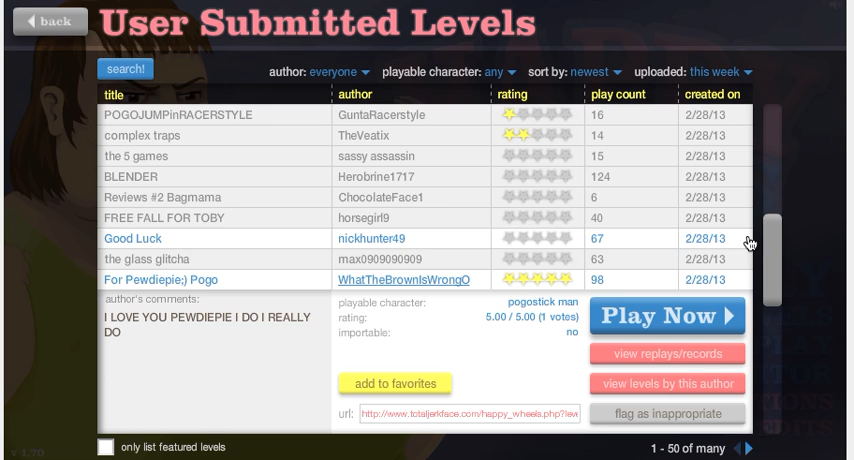 back
User Submitted Levels
search!
author: everyone playable character: any sort by: newest uploaded: this week
title author rating play count created on
POGOJUMPinRACERSTYLE GuntaRacerstyle 16 2/28/13
complex traps TheVeatix 14 2/28/13
the 5 games sassy assassin 15 2/28/13
BLENDER Herobrine1717 124 2/28/13
Reviews #2 Bagmama ChocolateFace1 6 2/28/13
FREE FALL FOR TOBY horsegirl9 40 2/28/13
Good Luck nickhunter49 67 2/28/13
the glass glitcha max0909090909 63 2/28/13
For Pewdiepie;) Pogo WhatTheBrownIsWrongO 98 2/28/13
author's comments:
I LOVE YOU PEWDIEPIE I DO I REALLY
DO
playable character: pogostick man
rating: 5.00 / 5.00 (1 votes)
importable: no
add to favorites
url: http://www.totaljerkface.com/happy_wheels.php?leve
Play Now
view replays/records
view levels by this author
flag as inappropriate
only list featured levels
1 - 50 of many
v 1.70